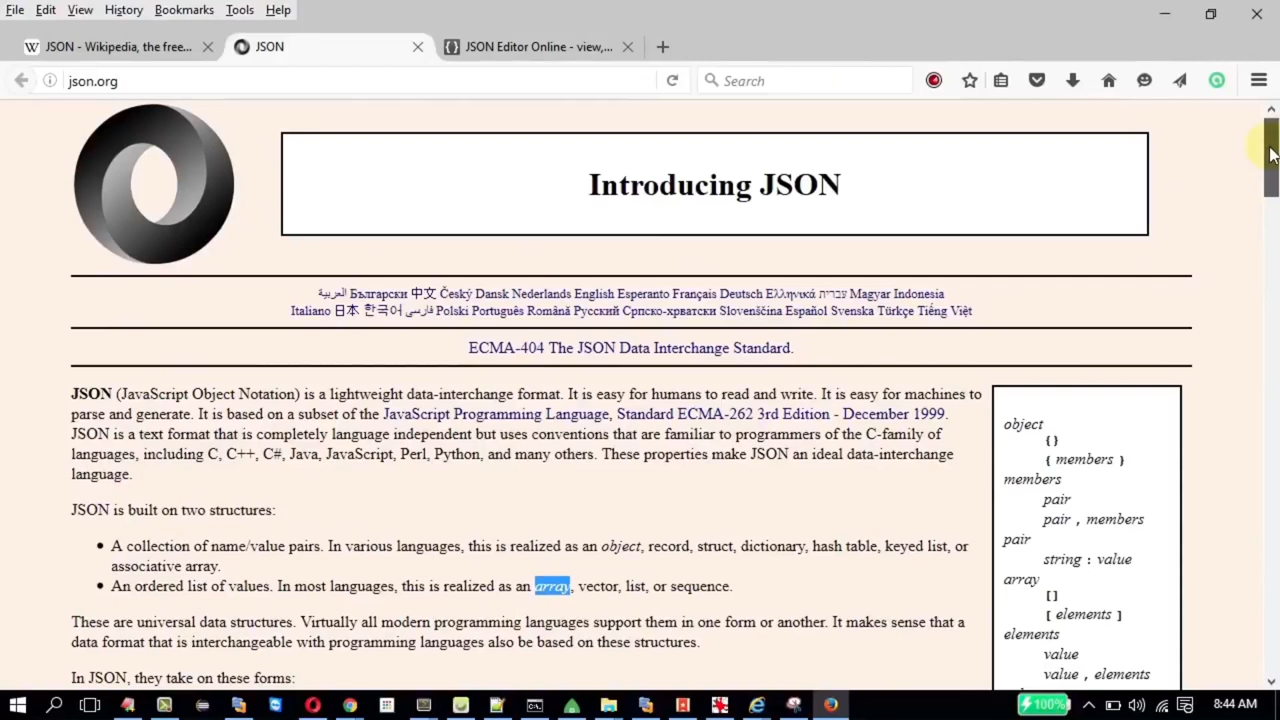 File Edit View History Bookmarks Tools Help
JSON - Wikipedia, the free...
JSON
JSON Editor Online - view,...
json.org
Search
Introducing JSON
العربية Български 中文 Český Dansk Nederlands English Esperanto Français Deutsch Ελληνικά עברית Magyar Indonesia
Italiano 日本 한국어 فارسی Polski Português Română Русский Српско-хрватски Slovenščina Español Svenska Türkçe Tiếng Việt
ECMA-404 The JSON Data Interchange Standard.
JSON (JavaScript Object Notation) is a lightweight data-interchange format. It is easy for humans to read and write. It is easy for machines to
parse and generate. It is based on a subset of the JavaScript Programming Language, Standard ECMA-262 3rd Edition - December 1999.
JSON is a text format that is completely language independent but uses conventions that are familiar to programmers of the C-family of
languages, including C, C++, C#, Java, JavaScript, Perl, Python, and many others. These properties make JSON an ideal data-interchange
language.
JSON is built on two structures:
• A collection of name/value pairs. In various languages, this is realized as an object, record, struct, dictionary, hash table, keyed list, or
associative array.
• An ordered list of values. In most languages, this is realized as an array, vector, list, or sequence.
These are universal data structures. Virtually all modern programming languages support them in one form or another. It makes sense that a
data format that is interchangeable with programming languages also be based on these structures.
In JSON, they take on these forms:
object
{}
{ members }
members
pair
pair , members
pair
string : value
array
[]
[ elements ]
elements
value
value , elements
100%
8:44 AM